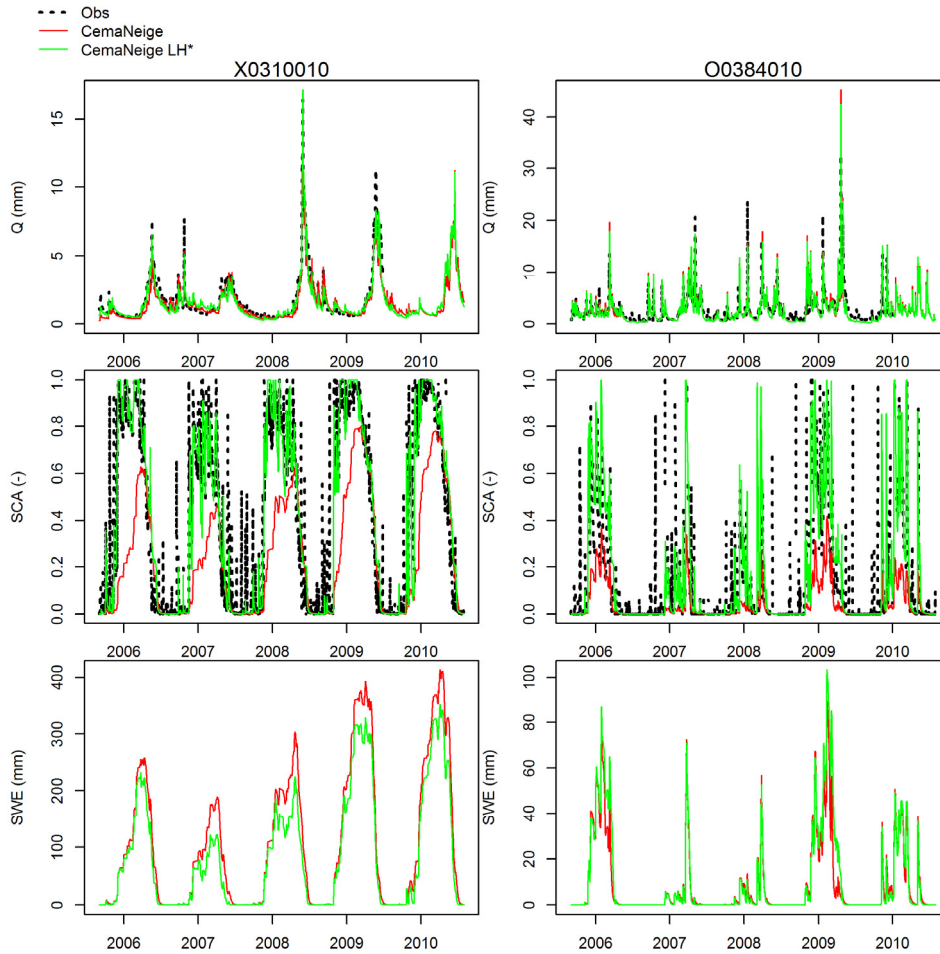 Obs
CemaNeige
CemaNeige LH*
X0310010
O0384010
Q (mm)
0 5 10 15
2006 2007 2008 2009 2010
Q (mm)
0 10 20 30 40
2006 2007 2008 2009 2010
SCA (-)
0.0 0.2 0.4 0.6 0.8 1.0
2006 2007 2008 2009 2010
SCA (-)
0.0 0.2 0.4 0.6 0.8 1.0
2006 2007 2008 2009 2010
SWE (mm)
0 100 200 300 400
2006 2007 2008 2009 2010
SWE (mm)
0 20 40 60 80 100
2006 2007 2008 2009 2010